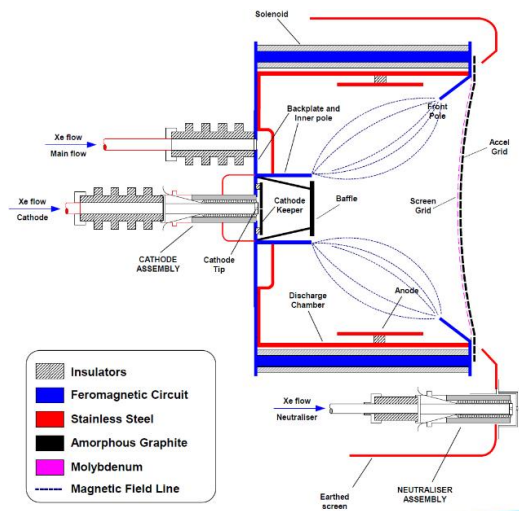 Solenoid
Backplate and
Inner pole
Front
Pole
Xe flow
Main flow
Accel
Grid
Xe flow
Cathode
Cathode
Keeper
Baffle
Screen
Grid
CATHODE
ASSEMBLY
Cathode
Tip
Discharge
Chamber
Anode
Insulators
Feromagnetic Circuit
Stainless Steel
Amorphous Graphite
Molybdenum
Magnetic Field Line
Xe flow
Neutraliser
Earthed
screen
NEUTRALISER
ASSEMBLY